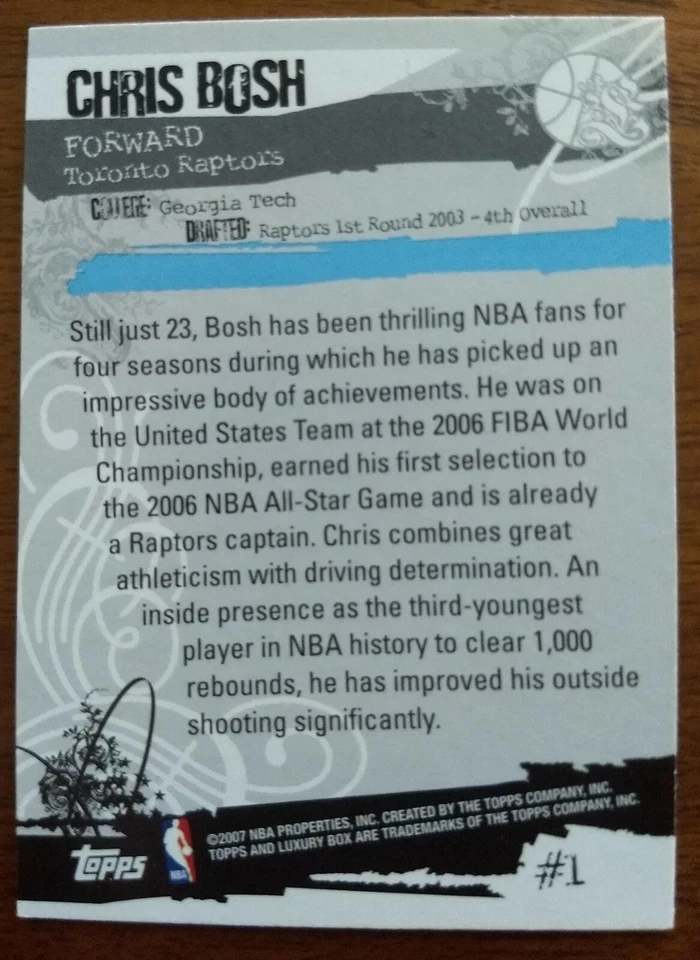 CHRIS BOSH
FORWARD
Toronto Raptors
COLLEGE: Georgia Tech
DRAFTED: Raptors 1st Round 2003 - 4th Overall
Still just 23, Bosh has been thrilling NBA fans for
four seasons during which he has picked up an
impressive body of achievements. He was on
the United States Team at the 2006 FIBA World
Championship, earned his first selection to
the 2006 NBA All-Star Game and is already
a Raptors captain. Chris combines great
athleticism with driving determination. An
inside presence as the third-youngest
player in NBA history to clear 1,000
rebounds, he has improved his outside
shooting significantly.
©2007 NBA PROPERTIES, INC. CREATED BY THE TOPPS COMPANY, INC.
TOPPS AND LUXURY BOX ARE TRADEMARKS OF THE TOPPS COMPANY, INC.
topps
NBA
#1